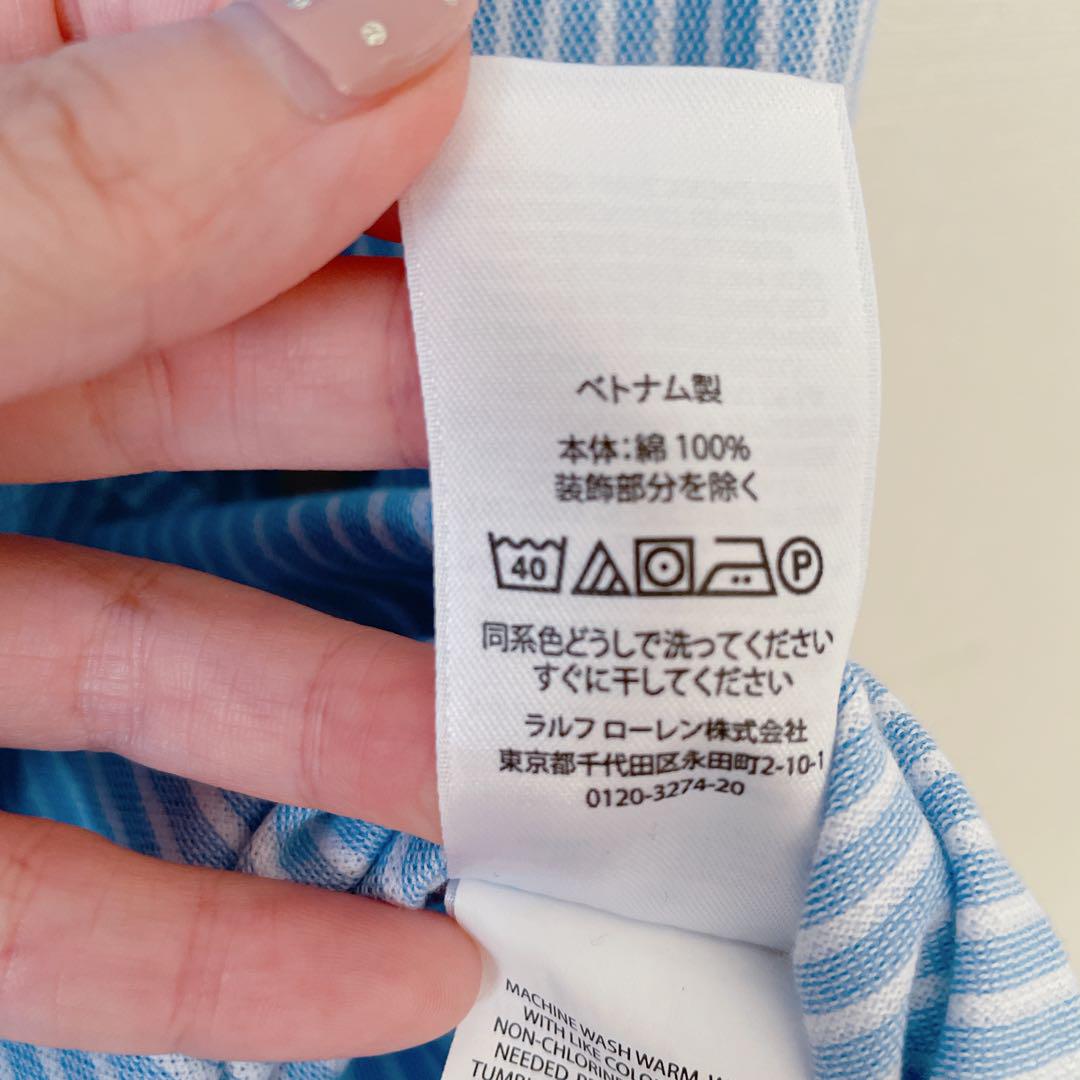 ベトナム製
本体：綿 100%
装飾部分を除く
40 P
同系色どうしで洗ってください
すぐに干してください
ラルフ ローレン株式会社
東京都千代田区永田町2-10-1
0120-3274-20
MACHINE WASH WARM
WITH LIKE
NON-CHLORINE
NEEDED